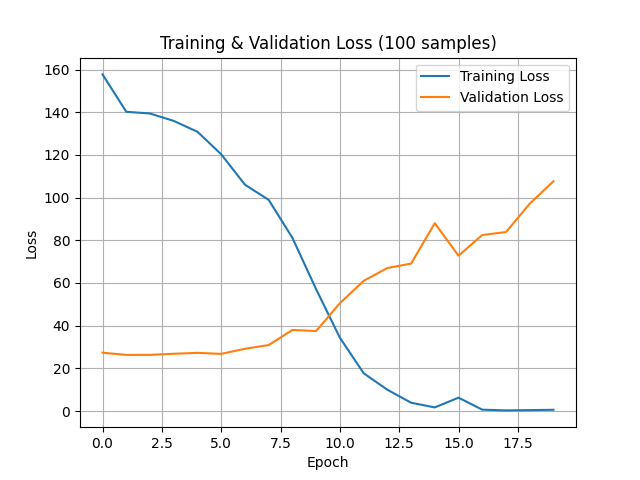 Training & Validation Loss (100 samples)
Training Loss
Validation Loss
Loss
160
140
120
100
80
60
40
20
0
0.0 2.5 5.0 7.5 10.0 12.5 15.0 17.5
Epoch